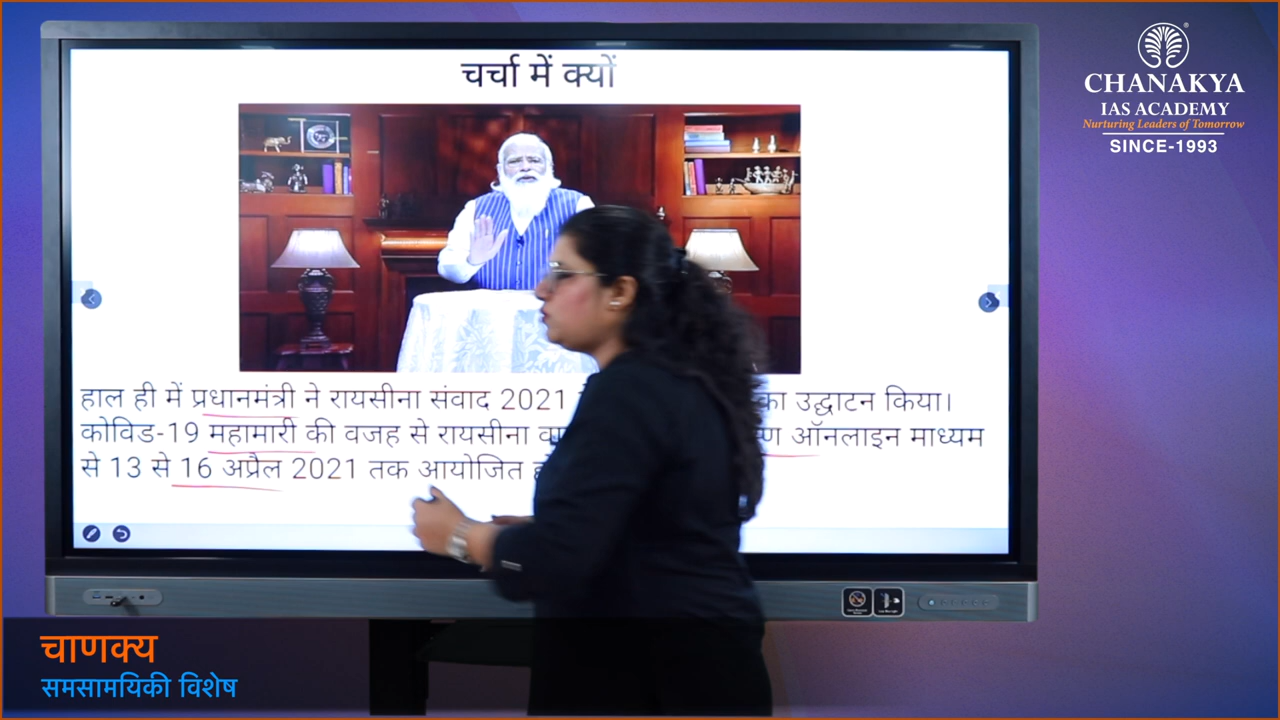 चर्चा में क्यों
हाल ही में प्रधानमंत्री ने रायसीना संवाद 2021 का उद्घाटन किया।
कोविड-19 महामारी की वजह से रायसीना ऑनलाइन माध्यम
से 13 से 16 अप्रैल 2021 तक आयोजित
CHANAKYA
IAS ACADEMY
Nurturing Leaders of Tomorrow
SINCE-1993
चाणक्य
समसामयिकी विशेष